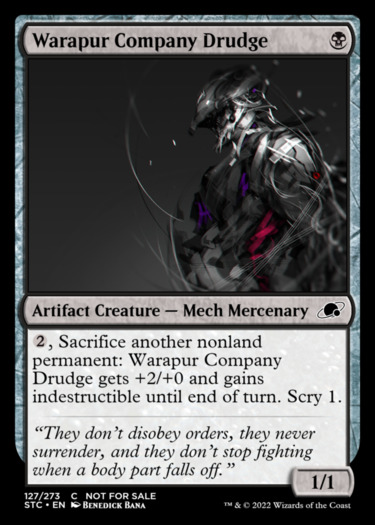 Warapur Company Drudge
Artifact Creature — Mech Mercenary
2, Sacrifice another nonland
permanent: Warapur Company
Drudge gets +2/+0 and gains
indestructible until end of turn. Scry 1.
“They don’t disobey orders, they never
surrender, and they don’t stop fighting
when a body part falls off.”
1/1
127/273 C NOT FOR SALE
STC • EN Benedick Bana
™ & © 2022 Wizards of the Coast